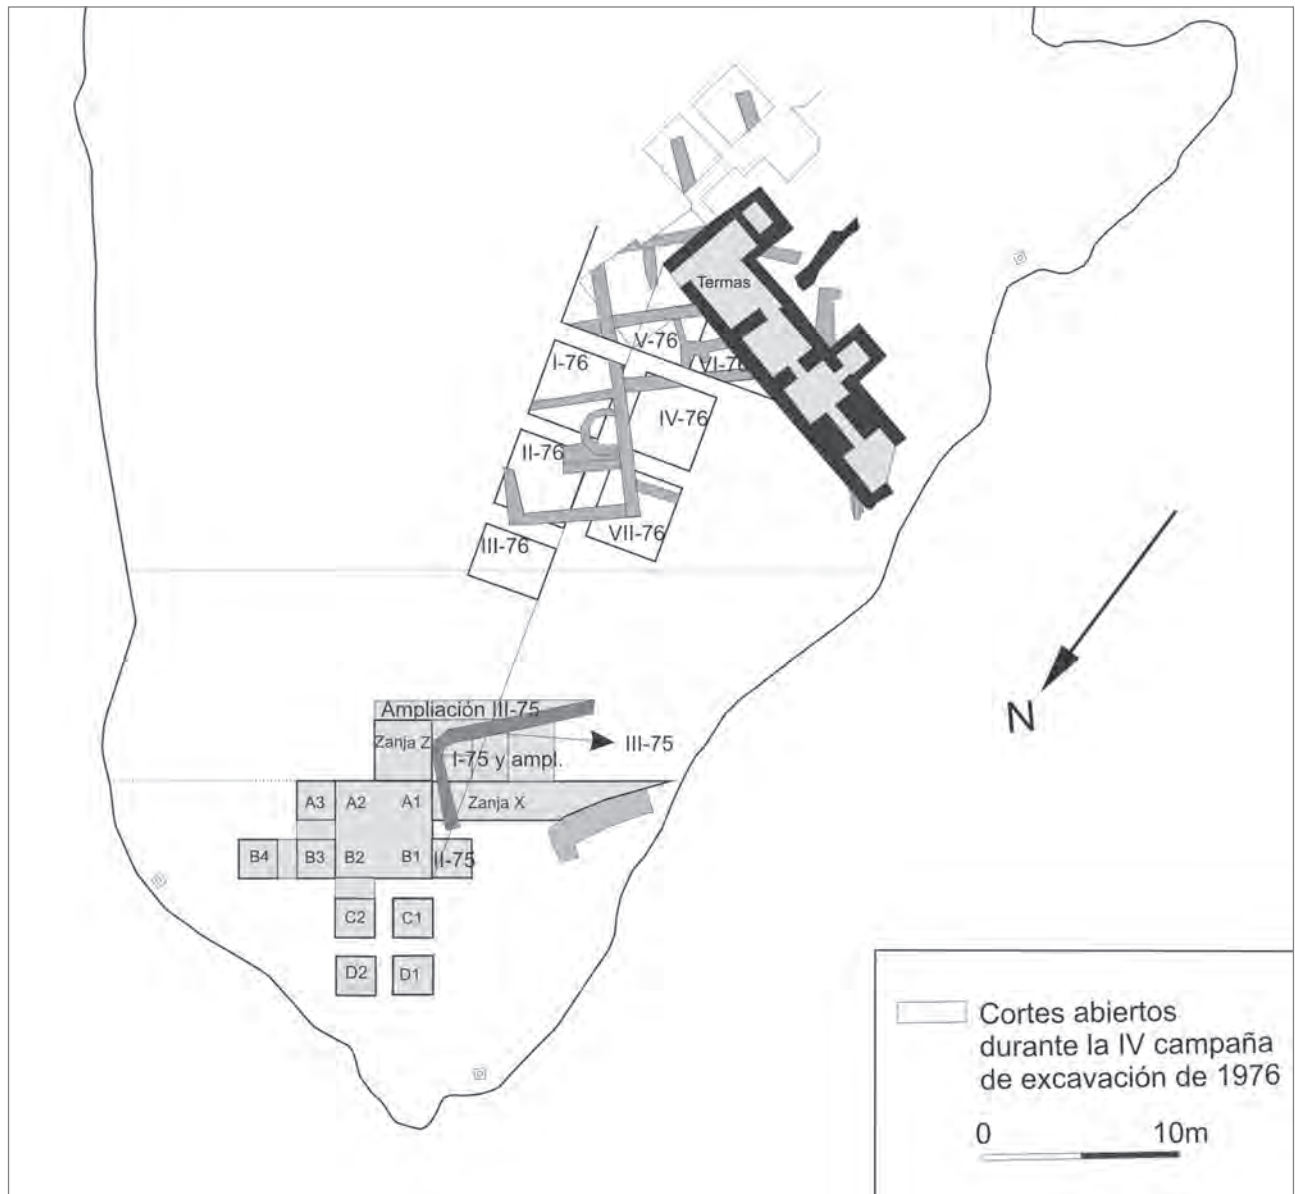 Termas
V-76
I-76
VI-76
IV-76
II-76
VII-76
III-76
N
Ampliación III-75
Zanja Z
III-75
I-75 y ampl.
A3
A2
A1
Zanja X
B4
B3
B2
B1
II-75
C2
C1
D2
D1
Cortes abiertos
durante la IV campaña
de excavación de 1976
0
10m